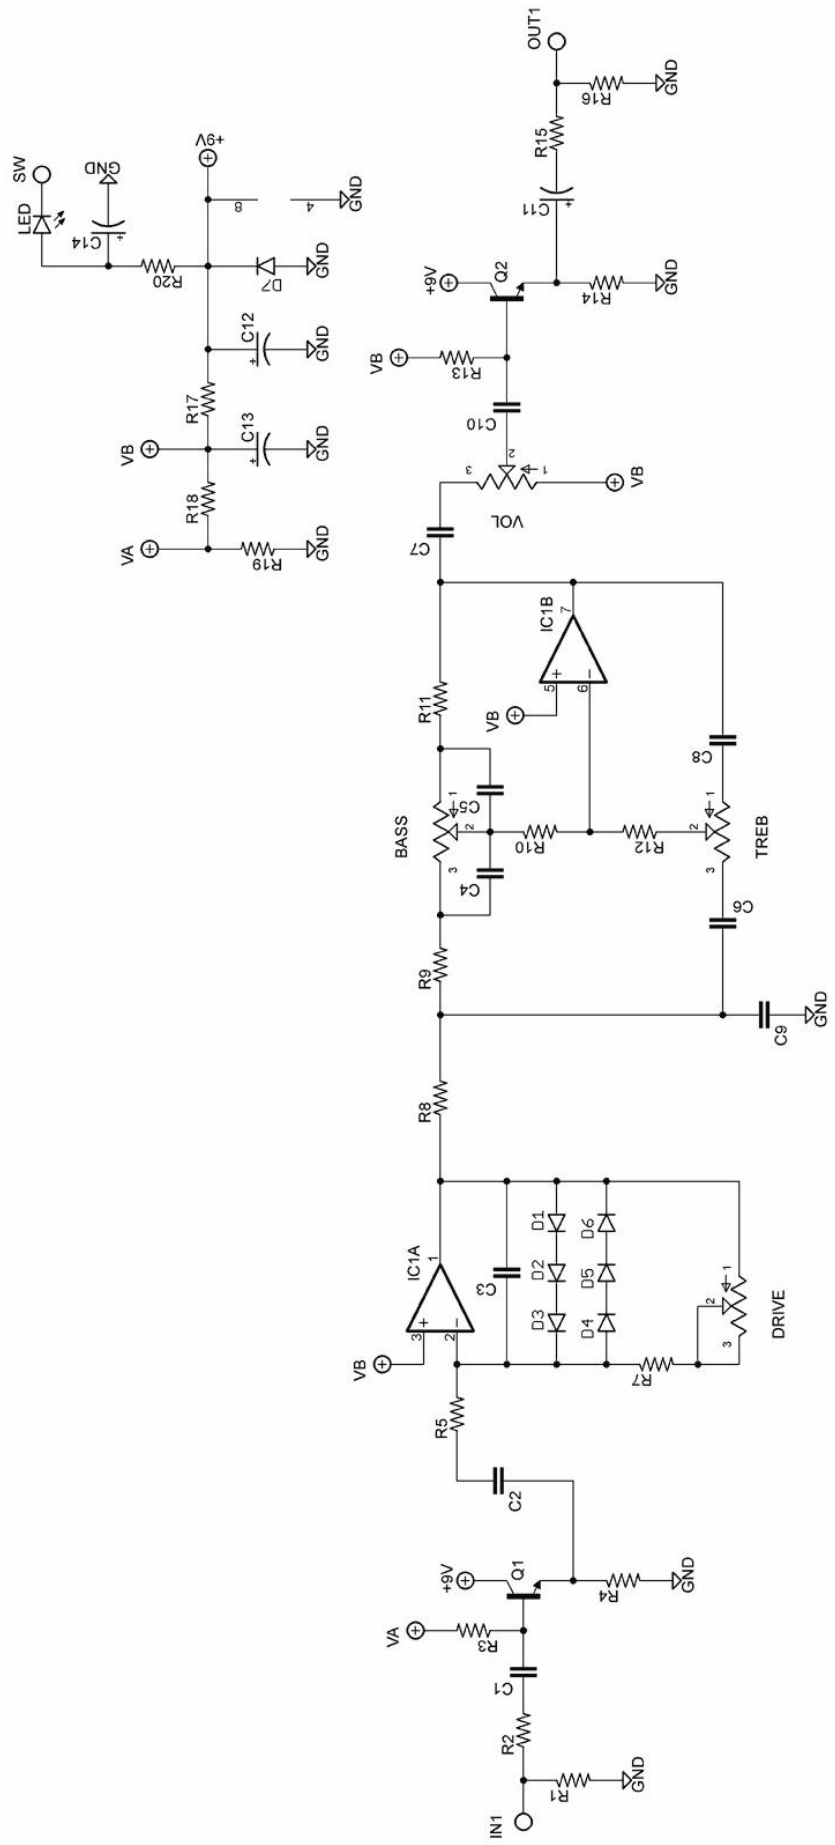 IN1
R1
GND
R2
C1
R3
VA
+9V
Q1
R4
GND
C2
R5
VB
3
+
2
-
IC1A
1
C3
D3
D2
D1
D4
D5
D6
R7
3
2
1
DRIVE
R8
C9
GND
R9
C4
C5
3
2
1
BASS
R10
R12
C6
3
2
1
TREB
C8
R11
VB
5
+
6
-
IC1B
7
C7
VOL
3
2
1
VB
C10
VB
R13
+9V
Q2
R14
GND
C11
+
R15
R16
GND
OUT1
VA
R19
GND
R18
VB
C13
+
GND
R17
C12
+
GND
D7
GND
R20
C14
+
GND
LED
SW
+9V
8
4
GND